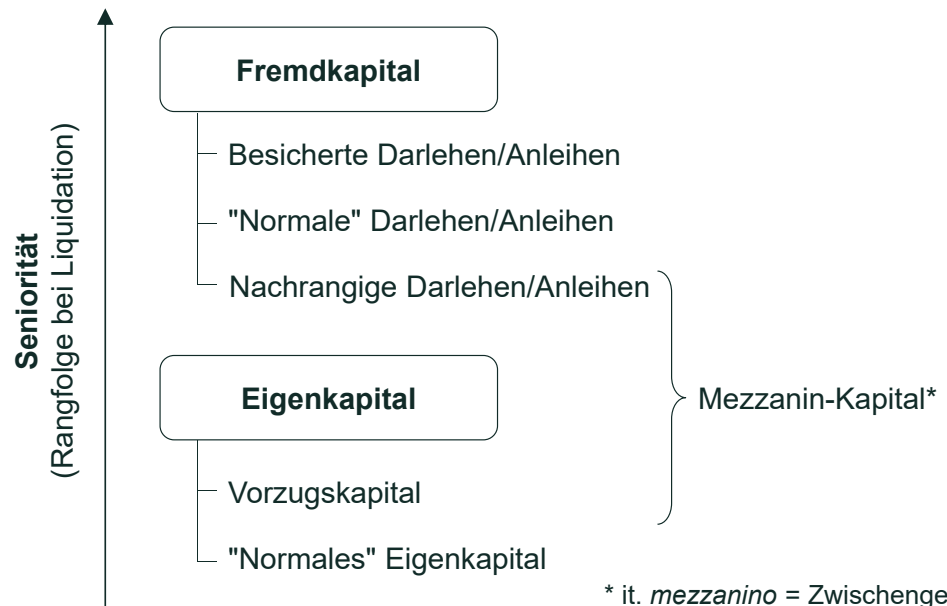 Fremdkapital
Besicherte Darlehen/Anleihen
"Normale" Darlehen/Anleihen
Nachrangige Darlehen/Anleihen
Eigenkapital
Vorzugskapital
"Normales" Eigenkapital
Mezzanin-Kapital*
Seniorität
(Rangfolge bei Liquidation)
* it. mezzanino = Zwischenge